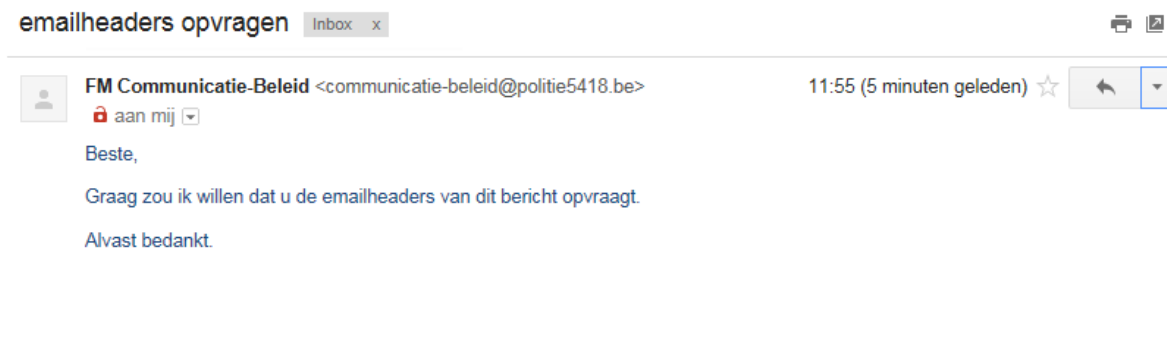 emailheaders opvragen Inbox x
FM Communicatie-Beleid <communicatie-beleid@politie5418.be> 11:55 (5 minuten geleden)
aan mij
Beste,
Graag zou ik willen dat u de emailheaders van dit bericht opvraagt.
Alvast bedankt.